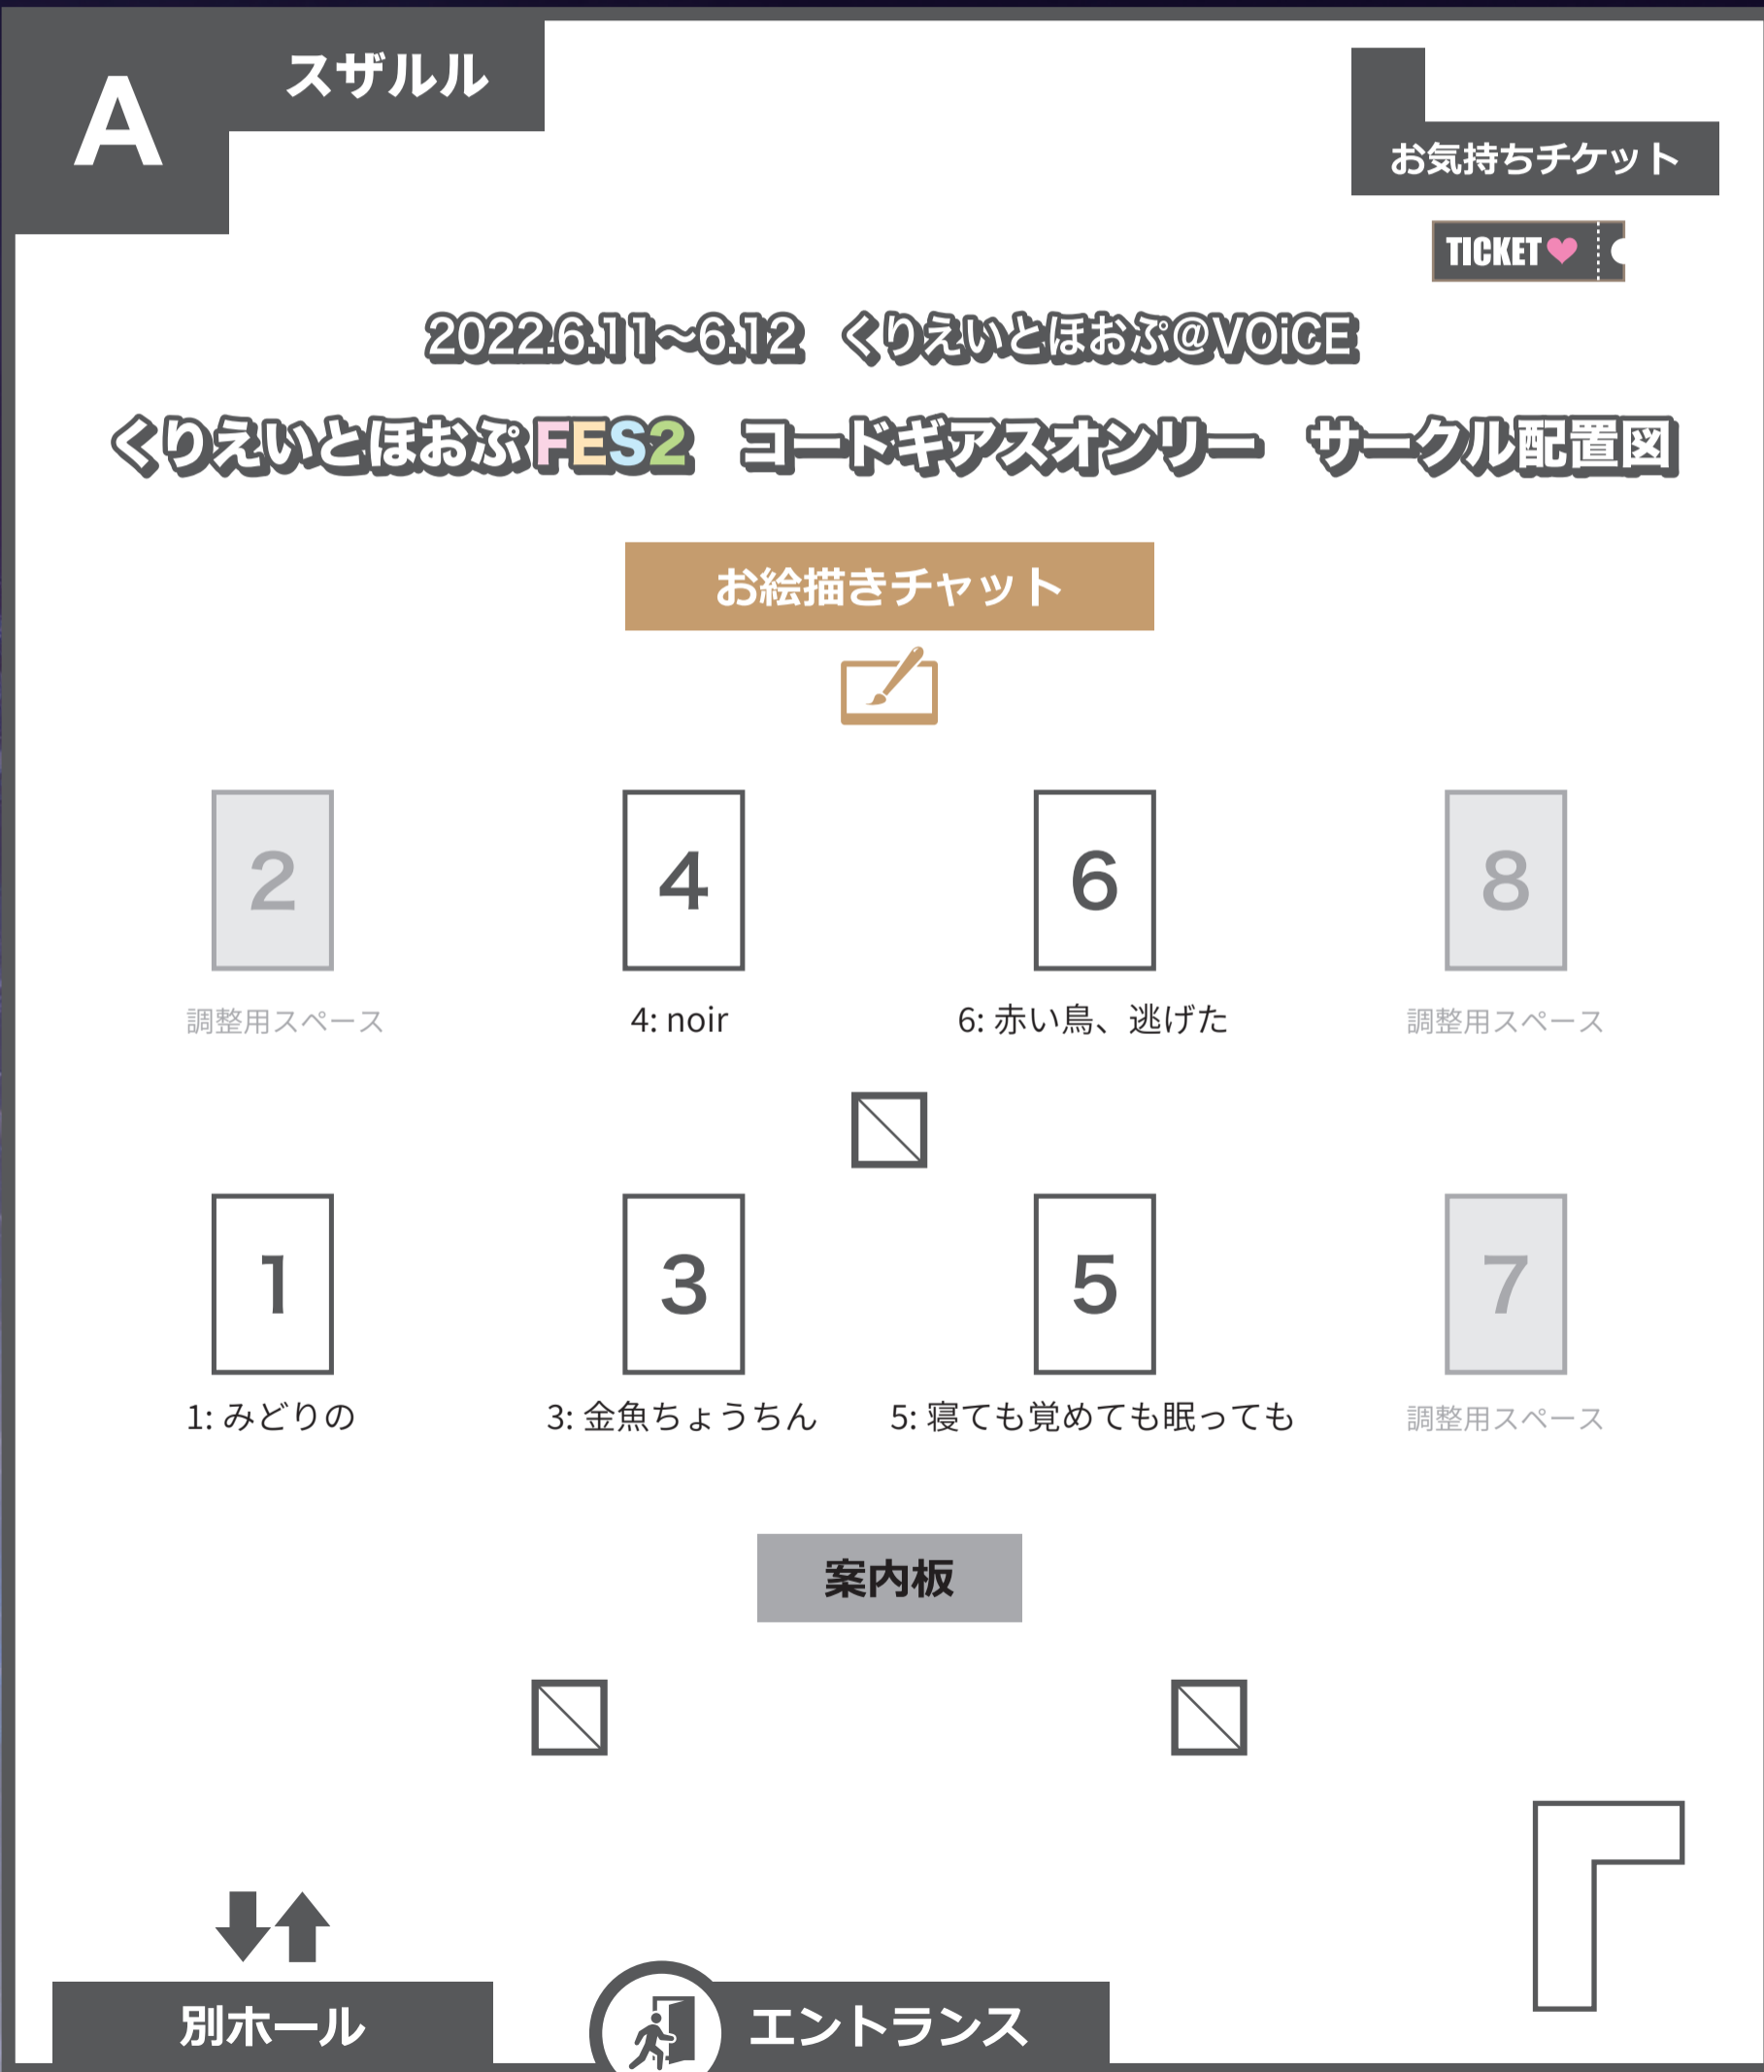 A
スザルル
お気持ちチケット
TICKET
2022.6.11～6.12 くりえいとほおぷ@VOiCE
くりえいとほおぷFES2 コードギアスオンリー サークル配置図
お絵描きチャット
2
4
6
8
調整用スペース
4: noir
6: 赤い鳥、逃げた
調整用スペース
1
3
5
7
1: みどりの
3: 金魚ちょうちん
5: 寝ても覚めても眠っても
調整用スペース
案内板
別ホール
エントランス